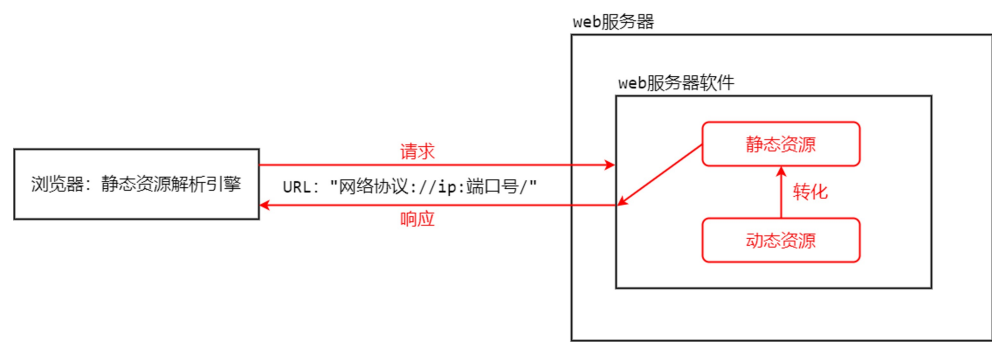 web服务器
web服务器软件
请求
静态资源
浏览器：静态资源解析引擎
URL："网络协议://ip:端口号/"
转化
响应
动态资源